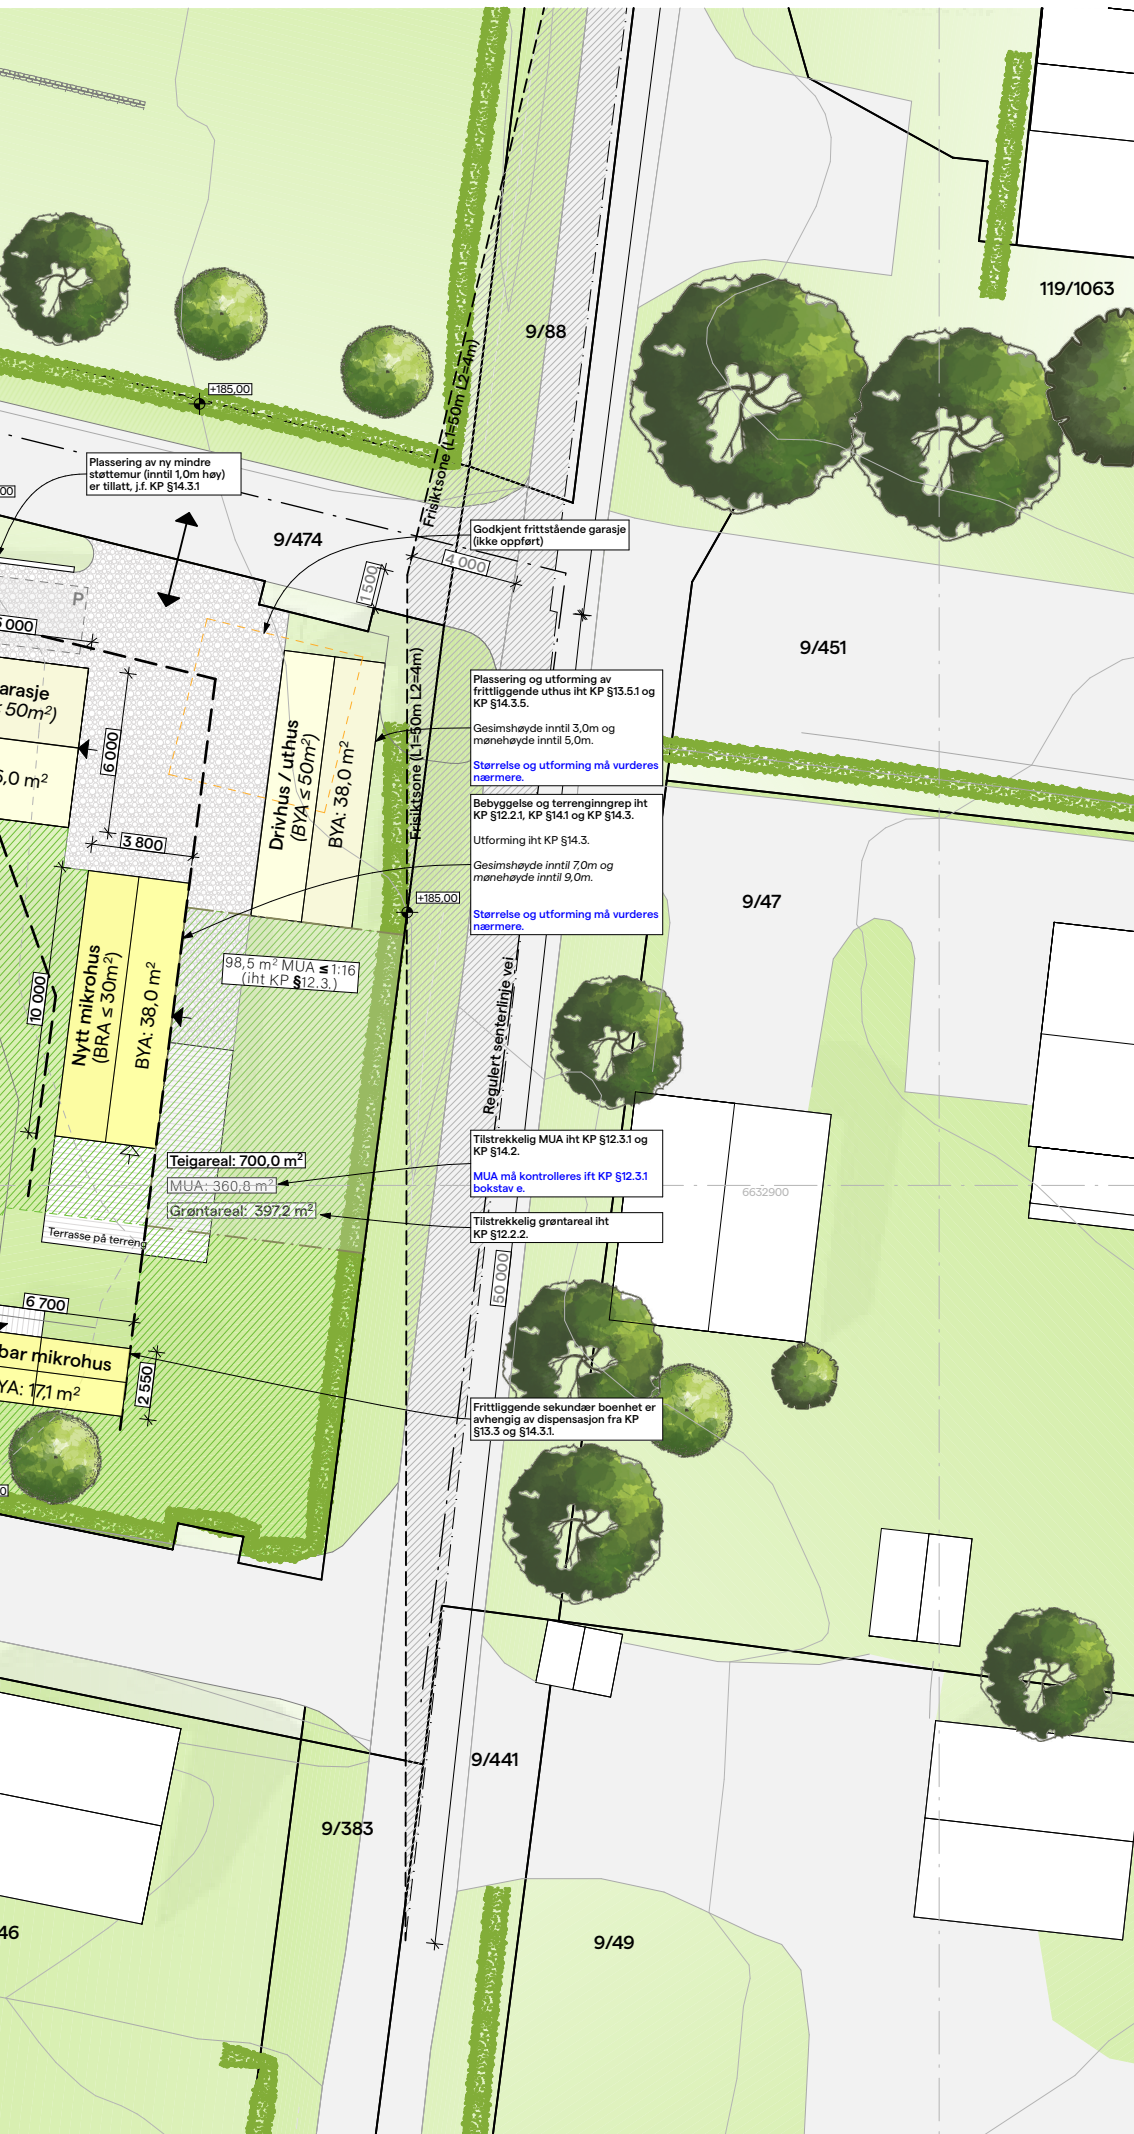 9/88
119/1063
Frisiktsone (L1=50m L2=4m)
+185,00
Plassering av ny mindre
støttemur (inntil 1,0m høy)
er tillatt, j.f. KP §14.3.1
00
9/474
Godkjent frittstående garasje
(ikke oppført)
4 000
1 500
P
5 000
9/451
arasje
50m²)
5,0 m²
6 000
3 800
Drivhus / uthus
(BYA ≤ 50m²)
BYA: 38,0 m²
Frisiktsone (L1=50m L2=4m)
Plassering og utforming av
frittliggende uthus iht KP §13.5.1 og
KP §14.3.5.
Gesimshøyde inntil 3,0m og
mønehøyde inntil 5,0m.
Størrelse og utforming må vurderes
nærmere.
Bebyggelse og terrenginngrep iht
KP §12.2.1, KP §14.1 og KP §14.3.
Utforming iht KP §14.3.
Gesimshøyde inntil 7,0m og
mønehøyde inntil 9,0m.
Størrelse og utforming må vurderes
nærmere.
9/47
+185,00
98,5 m² MUA ≤ 1:16
(iht KP §12.3.)
Nytt mikrohus
(BRA ≤ 30m²)
BYA: 38,0 m²
10 000
Regulert senterlinje vei
Tilstrekkelig MUA iht KP §12.3.1 og
KP §14.2.
MUA må kontrolleres ift KP §12.3.1
bokstav e.
Teigareal: 700,0 m²
MUA: 360,8 m²
Grøntareal: 397,2 m²
6632900
Tilstrekkelig grøntareal iht
KP §12.2.2.
Terrasse på terreng
50 000
6 700
bar mikrohus
YA: 17,1 m²
2 550
Frittliggende sekundær boenhet er
avhengig av dispensasjon fra KP
§13.3 og §14.3.1.
0
9/441
9/383
46
9/49